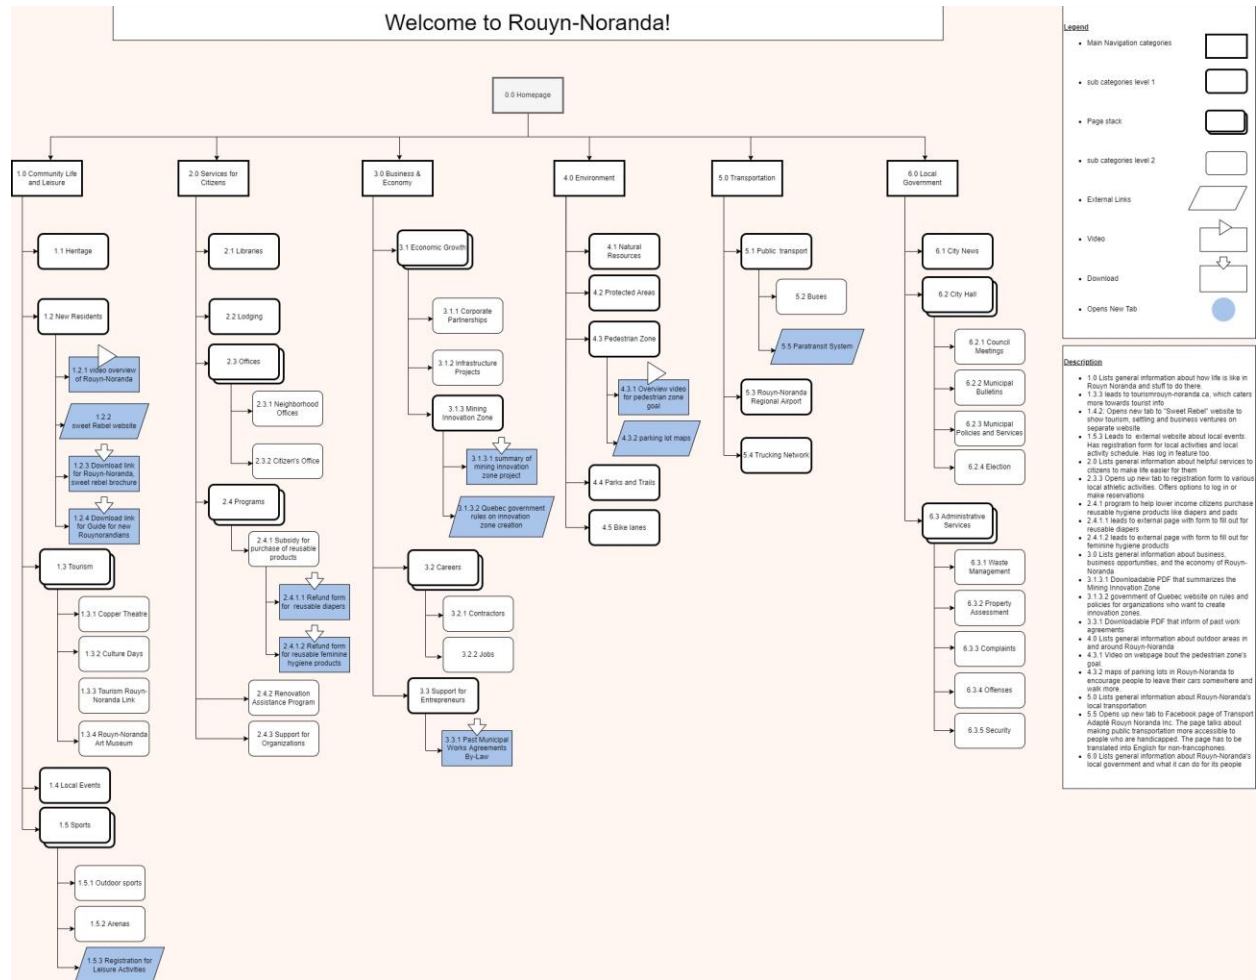 Welcome to Rouyn-Noranda!
0.0 Homepage
1.0 Community Life
and Leisure
1.1 Heritage
1.2 New Residents
1.2.1 video overview
of Rouyn-Noranda
1.2.2
sweet Rebel website
1.2.3 Download link
for Rouyn-Noranda,
sweet rebel brochure
1.2.4 Download link
for Guide for new
Rouynorandians
1.3 Tourism
1.3.1 Copper Theatre
1.3.2 Culture Days
1.3.3 Tourism Rouyn-
Noranda Link
1.3.4 Rouyn-Noranda
Art Museum
1.4 Local Events
1.5 Sports
1.5.1 Outdoor sports
1.5.2 Arenas
1.5.3 Registration for
Leisure Activities
2.0 Services for
Citizens
2.1 Libraries
2.2 Lodging
2.3 Offices
2.3.1 Neighborhood
Offices
2.3.2 Citizen's Office
2.4 Programs
2.4.1 Subsidy for
purchase of reusable
products
2.4.1.1 Refund form
for reusable diapers
2.4.1.2 Refund form
for reusable feminine
hygiene products
2.4.2 Renovation
Assistance Program
2.4.3 Support for
Organizations
3.0 Business &
Economy
3.1 Economic Growth
3.1.1 Corporate
Partnerships
3.1.2 Infrastructure
Projects
3.1.3 Mining
Innovation Zone
3.1.3.1 summary of
mining innovation
zone project
3.1.3.2 Quebec government
rules on innovation
zone creation
3.2 Careers
3.2.1 Contractors
3.2.2 Jobs
3.3 Support for
Entrepreneurs
3.3.1 Past Municipal
Works Agreements
By-Law
4.0 Environment
4.1 Natural
Resources
4.2 Protected Areas
4.3 Pedestrian Zone
4.3.1 Overview video
for pedestrian zone
goal
4.3.2 parking lot maps
4.4 Parks and Trails
4.5 Bike lanes
5.0 Transportation
5.1 Public transport
5.2 Buses
5.5 Paratransit System
5.3 Rouyn-Noranda
Regional Airport
5.4 Trucking Network
6.0 Local
Government
6.1 City News
6.2 City Hall
6.2.1 Council
Meetings
6.2.2 Municipal
Bulletins
6.2.3 Municipal
Policies and Services
6.2.4 Election
6.3 Administrative
Services
6.3.1 Waste
Management
6.3.2 Property
Assessment
6.3.3 Complaints
6.3.4 Offenses
6.3.5 Security
Legend
• Main Navigation categories
• sub categories level 1
• Page stack
• sub categories level 2
• External Links
• Video
• Download
• Opens New Tab
Description
• 1.0 Lists general information about how life is like in
Rouyn Noranda and stuff to do there.
• 1.3.3 leads to tourismrouyn-noranda.ca, which caters
more towards tourist info
• 1.4.2: Opens new tab to "Sweet Rebel" website to
show tourism, settling and business ventures on
separate website.
• 1.5.3 Leads to external website about local events.
Has registration form for local activities and local
activity schedule. Has log in feature too.
• 2.0 Lists general information about helpful services to
citizens to make life easier for them
• 2.3.3 Opens up new tab to registration form to various
local athletic activities. Offers options to log in or
make reservations
• 2.4.1 program to help lower income citizens purchase
reusable hygiene products like diapers and pads
• 2.4.1.1 leads to external page with form to fill out for
reusable diapers
• 2.4.1.2 leads to external page with form to fill out for
feminine hygiene products
• 3.0 Lists general information about business,
business opportunities, and the economy of Rouyn-
Noranda
• 3.1.3.1 Downloadable PDF that summarizes the
Mining Innovation Zone
• 3.1.3.2 government of Quebec website on rules and
policies for organizations who want to create
innovation zones.
• 3.3.1 Downloadable PDF that inform of past work
agreements
• 4.0 Lists general information about outdoor areas in
and around Rouyn-Noranda
• 4.3.1 Video on webpage bout the pedestrian zone's
goal.
• 4.3.2 maps of parking lots in Rouyn-Noranda to
encourage people to leave their cars somewhere and
walk more.
• 5.0 Lists general information about Rouyn-Noranda's
local transportation
• 5.5 Opens up new tab to Facebook page of Transport
Adapté Rouyn Noranda Inc. The page talks about
making public transportation more accessible to
people who are handicapped. The page has to be
translated into English for non-francophones.
• 6.0 Lists general information about Rouyn-Noranda's
local government and what it can do for its people